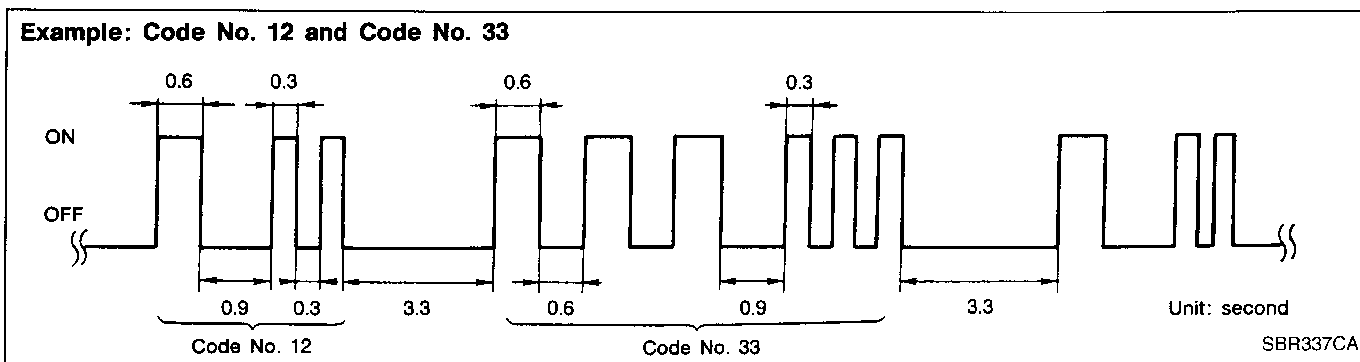 Example: Code No. 12 and Code No. 33
0.6 0.3 0.6 0.3
ON
OFF
0.9 0.3 3.3 0.6 0.9 3.3 Unit: second
Code No. 12 Code No. 33
SBR337CA